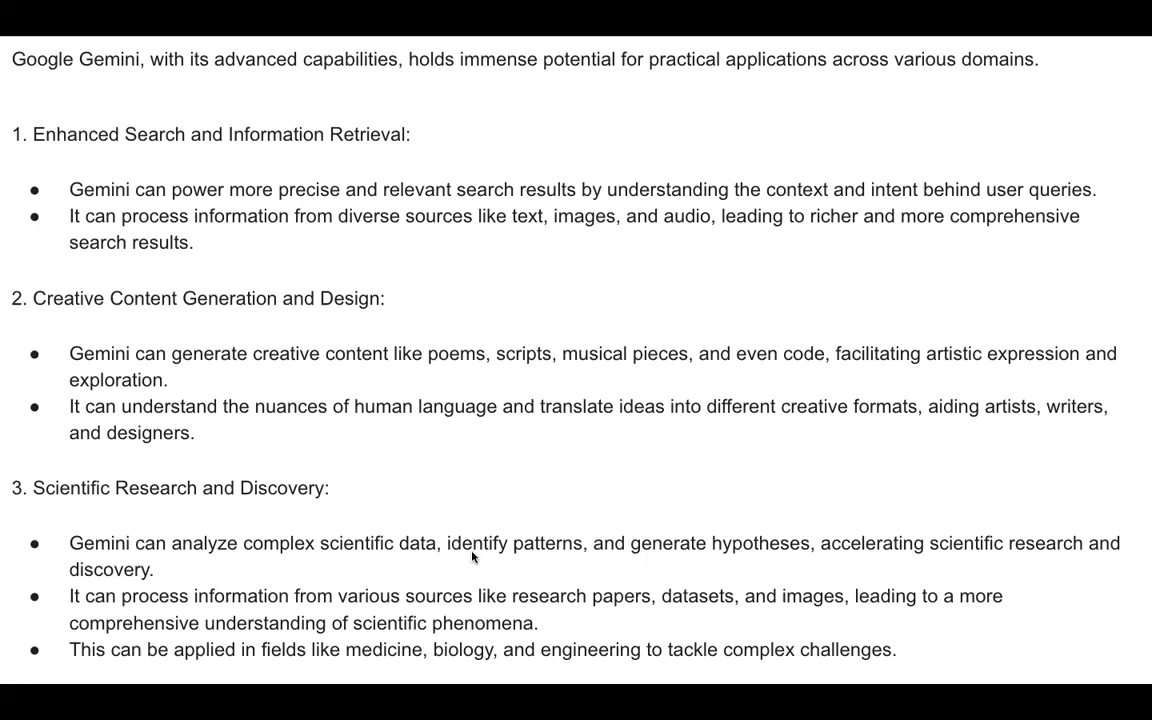 Google Gemini, with its advanced capabilities, holds immense potential for practical applications across various domains.
1. Enhanced Search and Information Retrieval:
● Gemini can power more precise and relevant search results by understanding the context and intent behind user queries.
● It can process information from diverse sources like text, images, and audio, leading to richer and more comprehensive
search results.
2. Creative Content Generation and Design:
● Gemini can generate creative content like poems, scripts, musical pieces, and even code, facilitating artistic expression and
exploration.
● It can understand the nuances of human language and translate ideas into different creative formats, aiding artists, writers,
and designers.
3. Scientific Research and Discovery:
● Gemini can analyze complex scientific data, identify patterns, and generate hypotheses, accelerating scientific research and
discovery.
● It can process information from various sources like research papers, datasets, and images, leading to a more
comprehensive understanding of scientific phenomena.
● This can be applied in fields like medicine, biology, and engineering to tackle complex challenges.